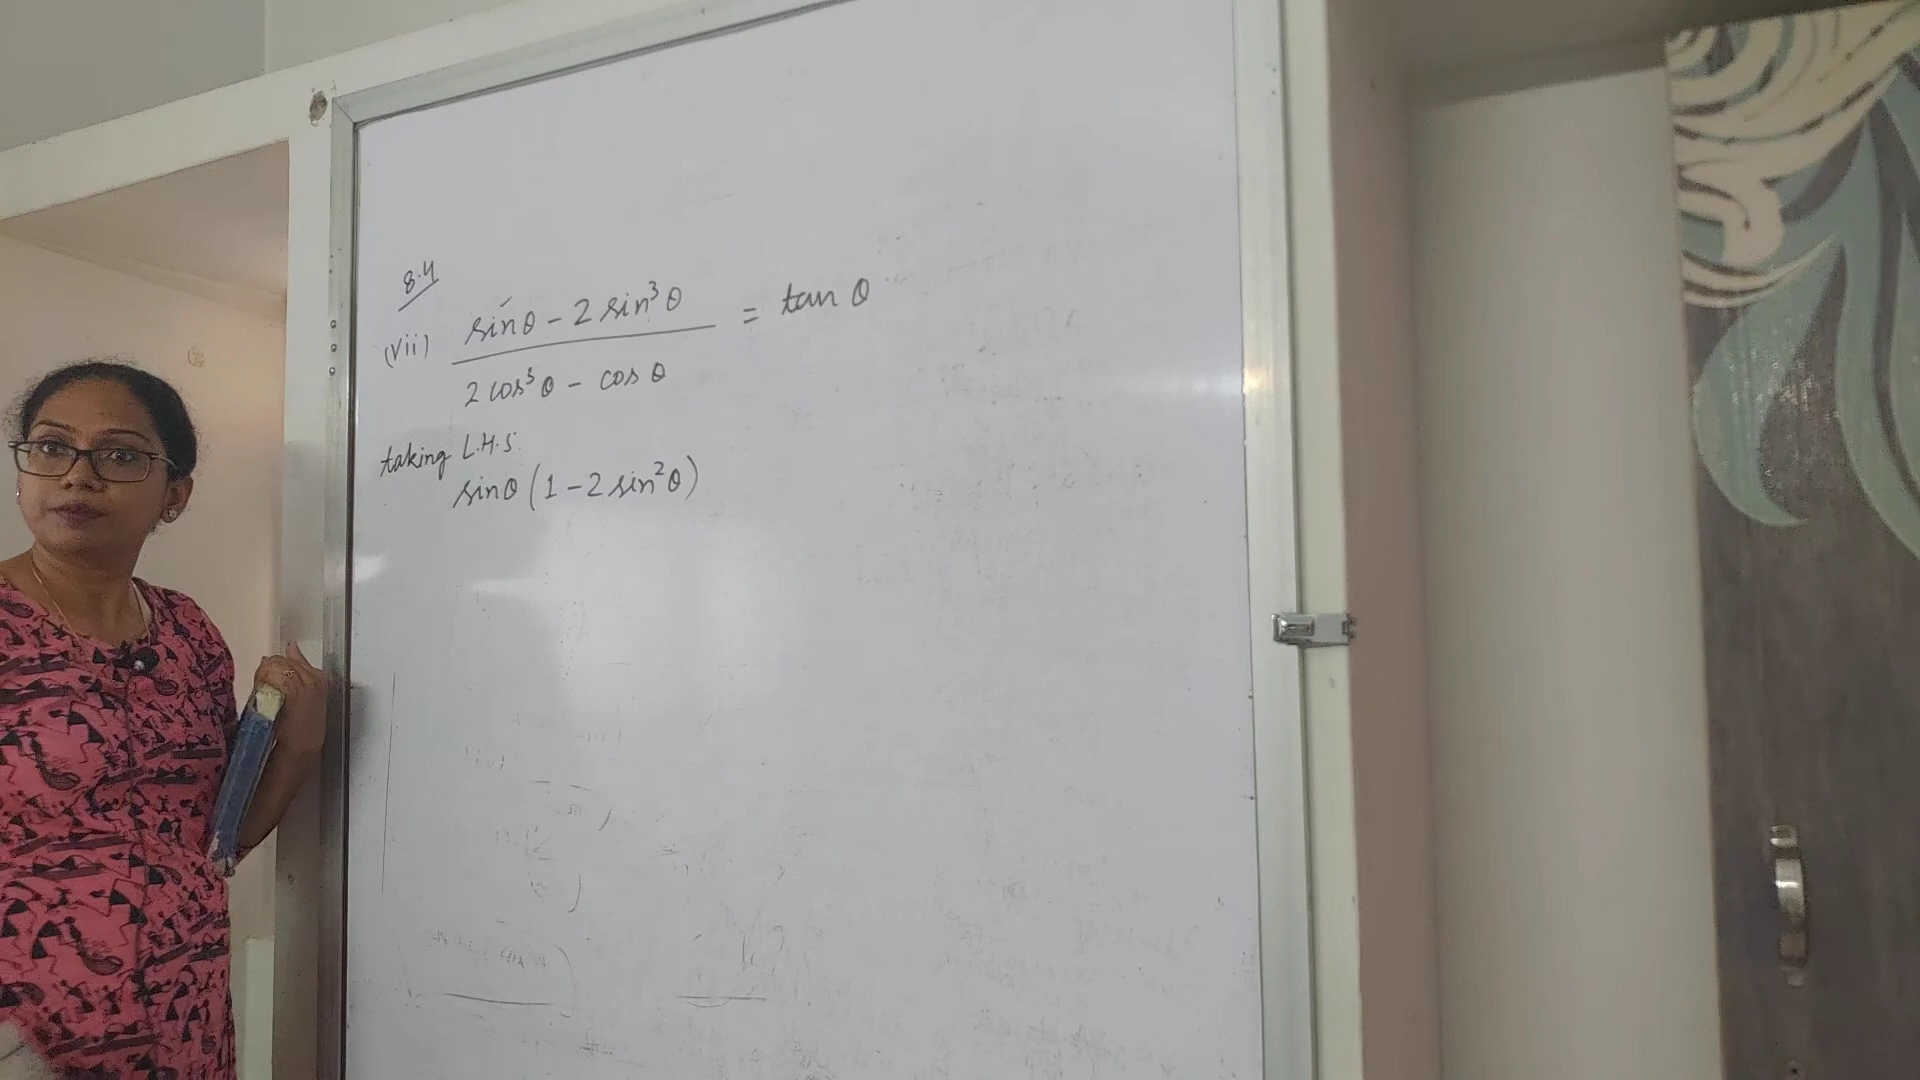 8.4
(vii) sinθ - 2 sin³θ = tan θ
2 cos³θ - cos θ
taking L.H.S.
sinθ (1 - 2 sin²θ)